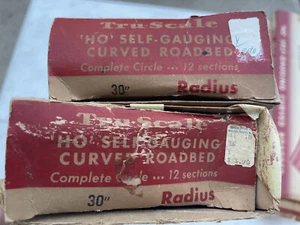 Tru-Scale
'HO' SELF-GAUGING
CURVED ROADBED
Complete Circle ... 12 sections
30" Radius
Tru-Scale
'HO' SELF-GAUGING
CURVED ROADBED
Complete Circle ... 12 sections
30" Radius